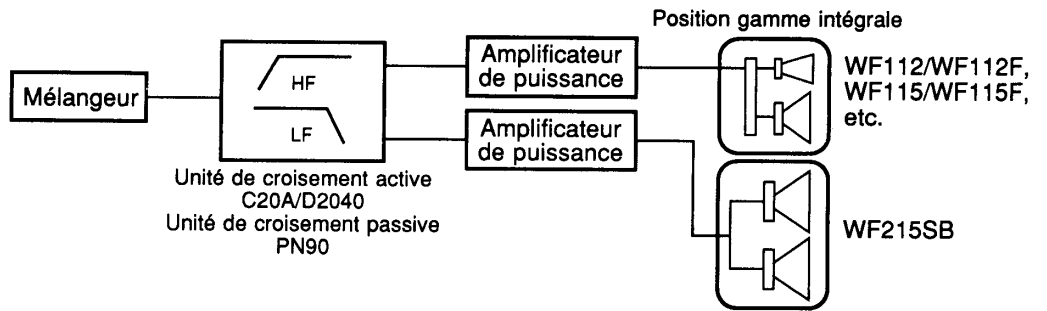 Position gamme intégrale
Mélangeur
HF
LF
Unité de croisement active
C20A/D2040
Unité de croisement passive
PN90
Amplificateur
de puissance
Amplificateur
de puissance
WF112/WF112F,
WF115/WF115F,
etc.
WF215SB